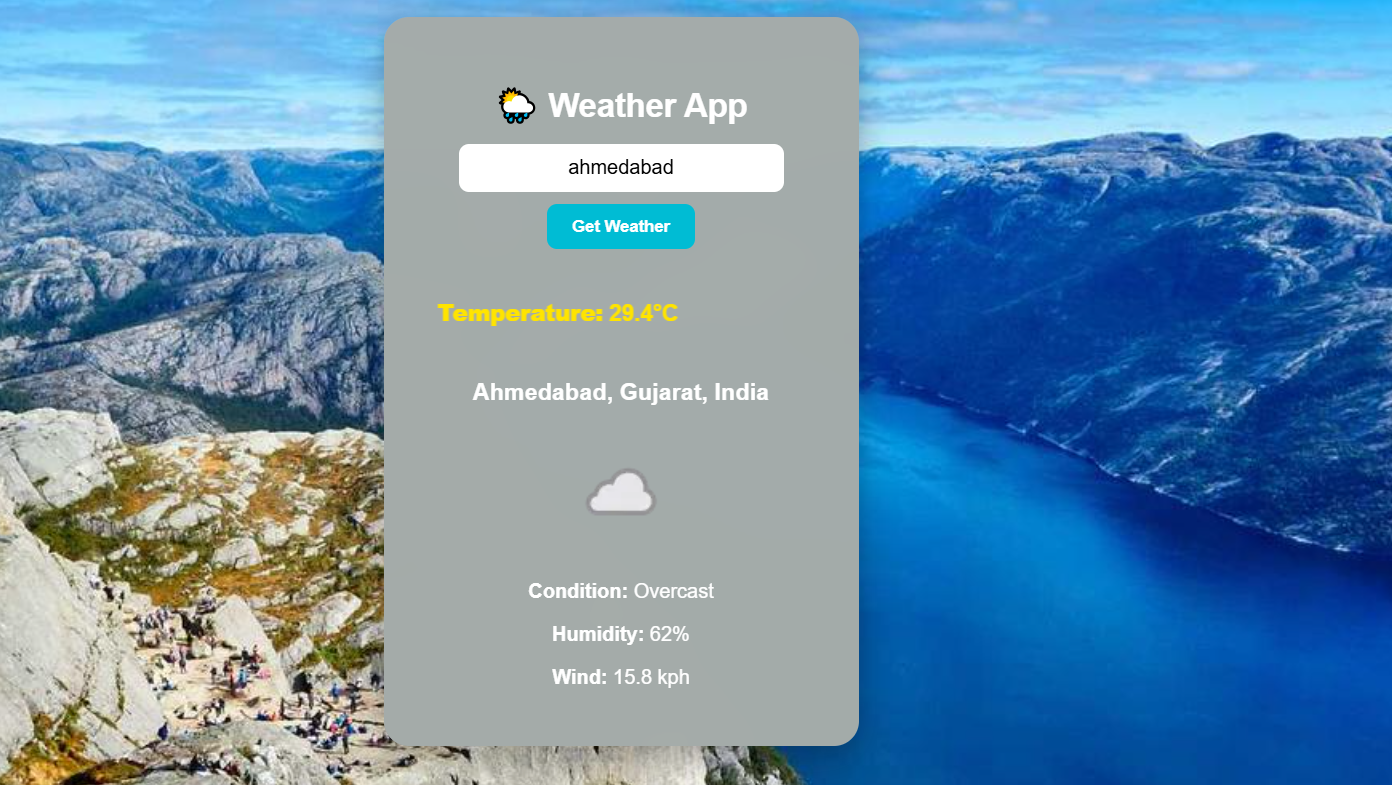 Weather App
ahmedabad
Get Weather
Temperature: 29.4°C
Ahmedabad, Gujarat, India
Condition: Overcast
Humidity: 62%
Wind: 15.8 kph